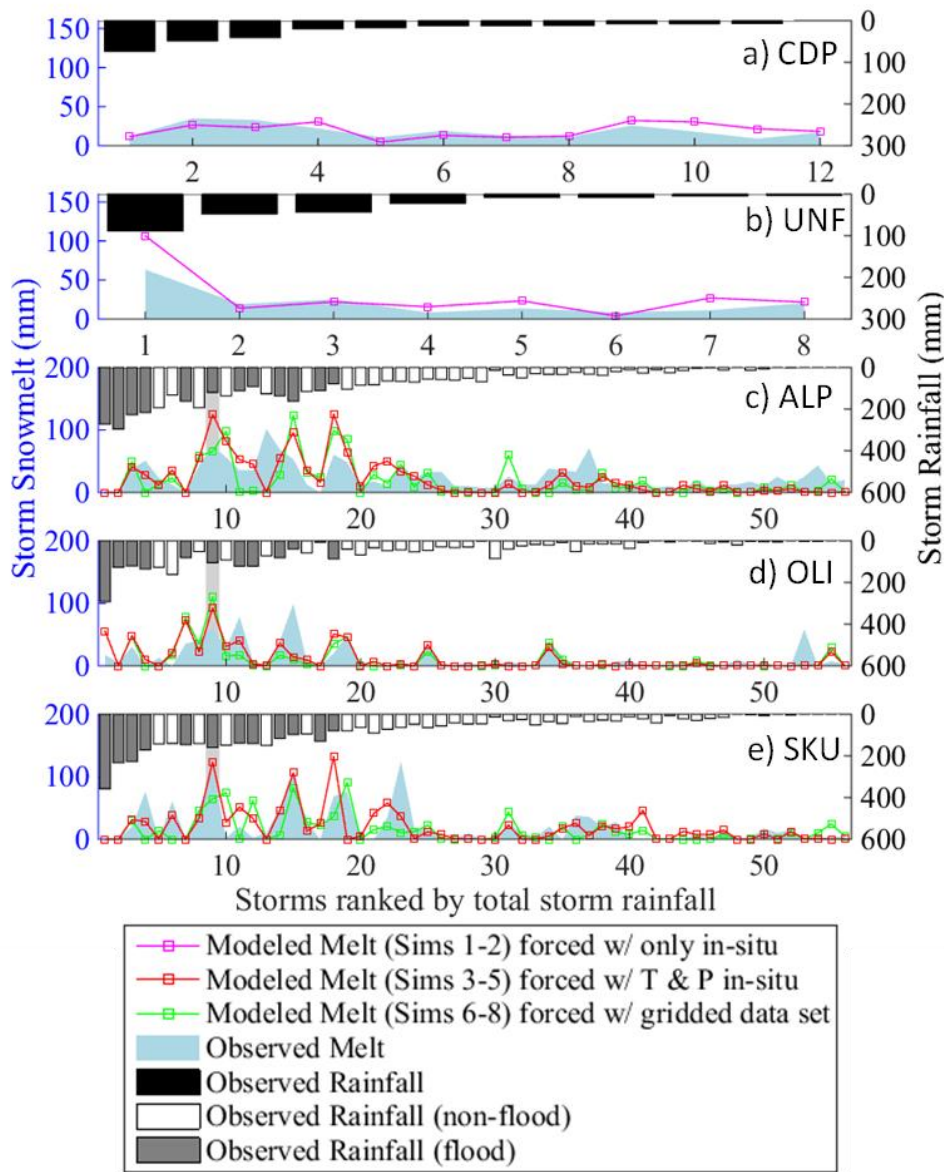 150 100 50 0
0 100 200 300
a) CDP
2 4 6 8 10 12
150 100 50 0
0 100 200 300
b) UNF
1 2 3 4 5 6 7 8
200 100 0
0 200 400 600
c) ALP
10 20 30 40 50
200 100 0
0 200 400 600
d) OLI
10 20 30 40 50
200 100 0
0 200 400 600
e) SKU
10 20 30 40 50
Storm Snowmelt (mm)
Storm Rainfall (mm)
Storms ranked by total storm rainfall
Modeled Melt (Sims 1-2) forced w/ only in-situ
Modeled Melt (Sims 3-5) forced w/ T & P in-situ
Modeled Melt (Sims 6-8) forced w/ gridded data set
Observed Melt
Observed Rainfall
Observed Rainfall (non-flood)
Observed Rainfall (flood)